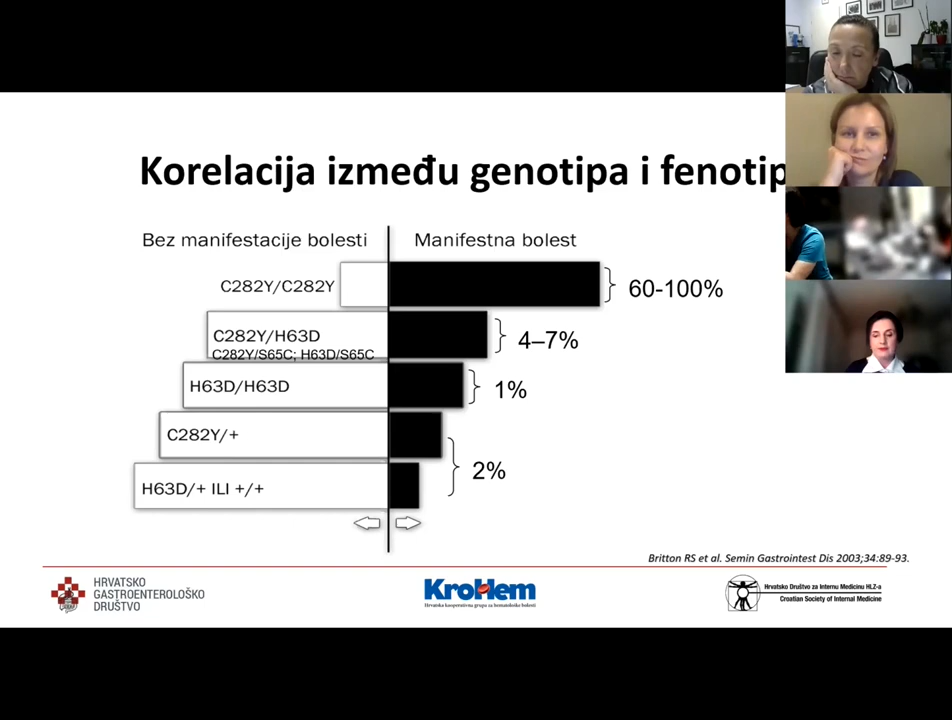 Korelacija između genotipa i fenotip
Bez manifestacije bolesti
Manifestna bolest
C282Y/C282Y
60-100%
C282Y/H63D
C282Y/S65C; H63D/S65C
4–7%
H63D/H63D
1%
C282Y/+
2%
H63D/+ ILI +/+
Britton RS et al. Semin Gastrointest Dis 2003;34:89-93.
HRVATSKO
GASTROENTEROLOŠKO
DRUŠTVO
KroHem
Hrvatska kooperativna grupa za hematološke bolesti
Hrvatsko Društvo za Internu Medicinu HLZ-a
Croatian Society of Internal Medicine